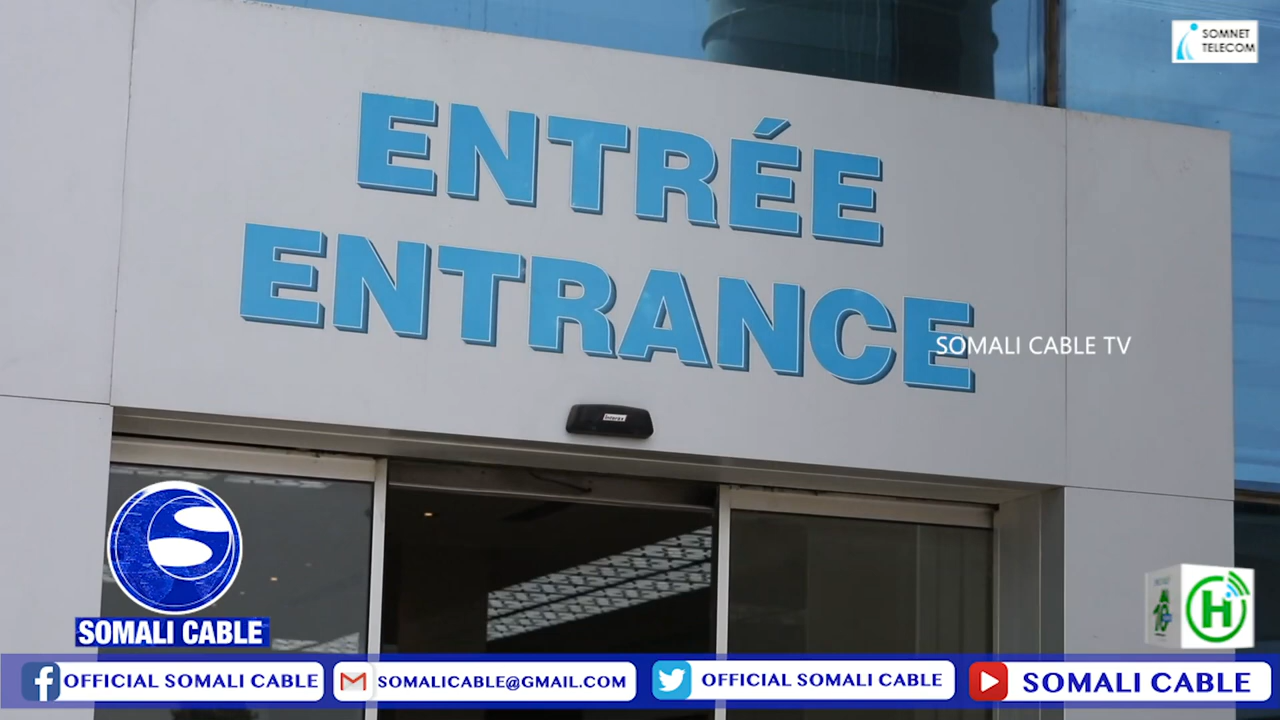 SOMNET
TELECOM
ENTRÉE
ENTRANCE
SOMALI CABLE TV
SOMALI CABLE
H
OFFICIAL SOMALI CABLE
SOMALICABLE@GMAIL.COM
OFFICIAL SOMALI CABLE
SOMALI CABLE